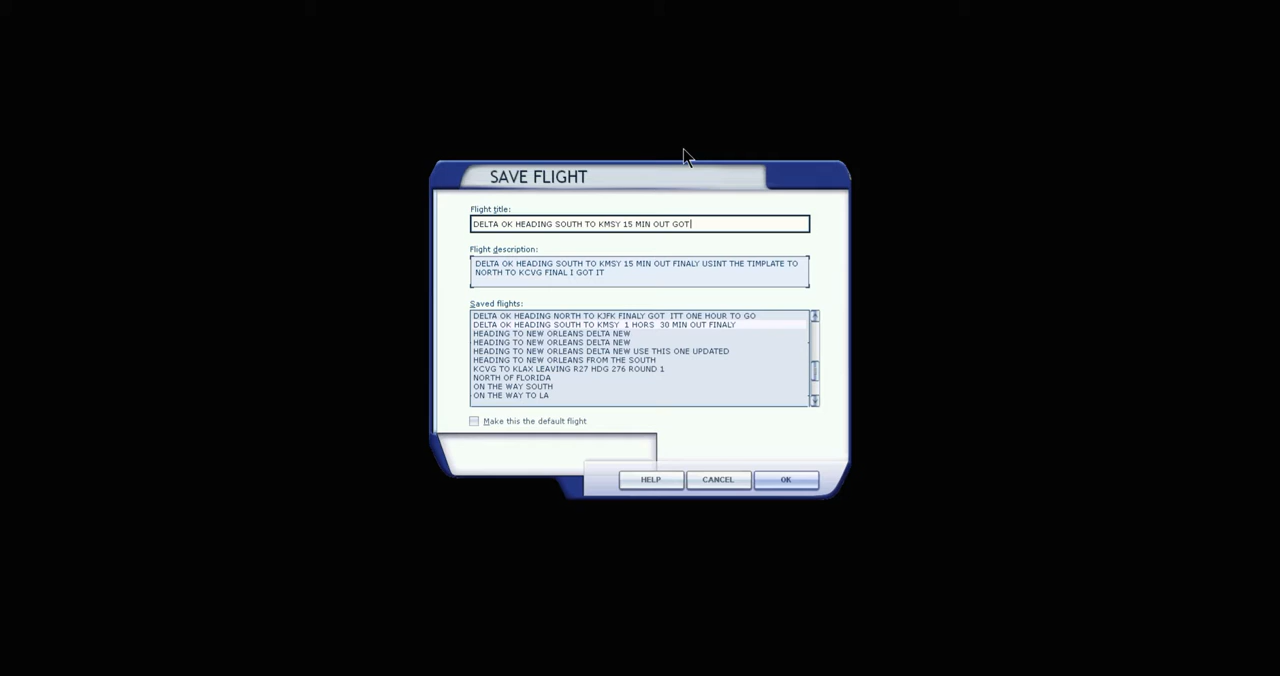 SAVE FLIGHT
Flight title:
DELTA OK HEADING SOUTH TO KMSY 15 MIN OUT GOT
Flight description:
DELTA OK HEADING SOUTH TO KMSY 15 MIN OUT FINALY USINT THE TIMPLATE TO
NORTH TO KCVG FINAL I GOT IT
Saved flights:
DELTA OK HEADING NORTH TO KJFK FINALY GOT ITT ONE HOUR TO GO
DELTA OK HEADING SOUTH TO KMSY 1 HORS 30 MIN OUT FINALY
HEADING TO NEW ORLEANS DELTA NEW
HEADING TO NEW ORLEANS DELTA NEW
HEADING TO NEW ORLEANS DELTA NEW USE THIS ONE UPDATED
HEADING TO NEW ORLEANS FROM THE SOUTH
KCVG TO KLAX LEAVING R27 HDG 276 ROUND 1
NORTH OF FLORIDA
ON THE WAY SOUTH
ON THE WAY TO LA
Make this the default flight
HELP CANCEL OK